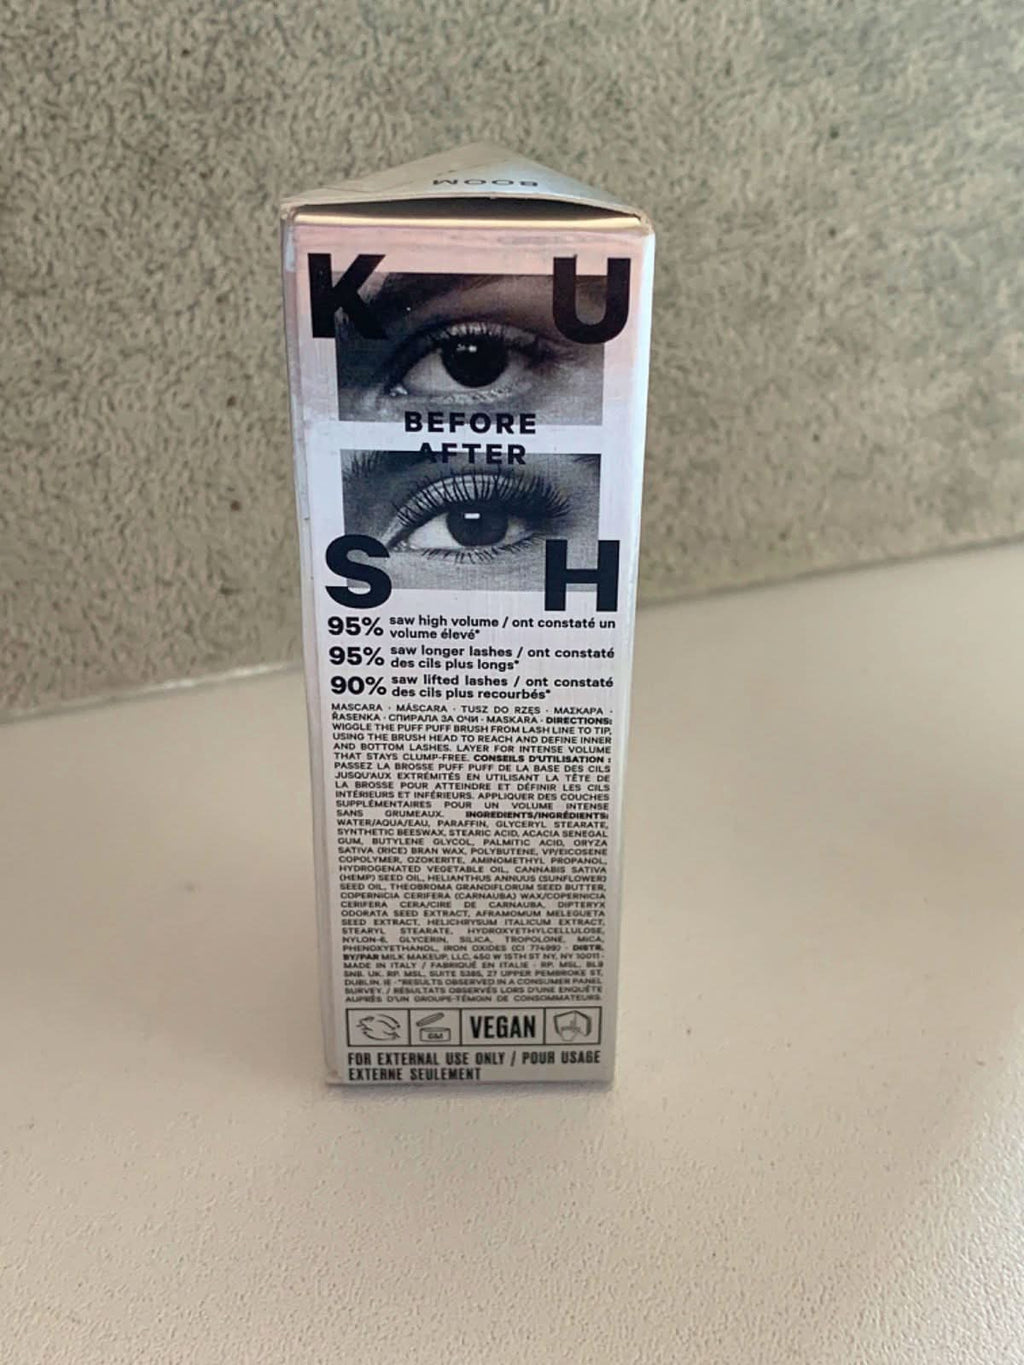 BOOM
K U
BEFORE
AFTER
S H
95% saw high volume / ont constaté un
volume élevé*
95% saw longer lashes / ont constaté
des cils plus longs*
90% saw lifted lashes / ont constaté
des cils plus recourbés*
MASCARA · MÁSCARA · TUSZ DO RZĘS · ΜΑΣΚΑΡΑ ·
ŘASENKA · СПИРАЛА ЗА ОЧИ · MASKARA · DIRECTIONS:
WIGGLE THE PUFF PUFF BRUSH FROM LASH LINE TO TIP,
USING THE BRUSH HEAD TO REACH AND DEFINE INNER
AND BOTTOM LASHES. LAYER FOR INTENSE VOLUME
THAT STAYS CLUMP-FREE. CONSEILS D'UTILISATION :
PASSEZ LA BROSSE PUFF PUFF DE LA BASE DES CILS
JUSQU'AUX EXTRÉMITÉS EN UTILISANT LA TÊTE DE
LA BROSSE POUR ATTEINDRE ET DÉFINIR LES CILS
INTÉRIEURS ET INFÉRIEURS. APPLIQUER DES COUCHES
SUPPLÉMENTAIRES POUR UN VOLUME INTENSE
SANS GRUMEAUX. INGREDIENTS/INGRÉDIENTS:
WATER/AQUA/EAU, PARAFFIN, GLYCERYL STEARATE,
SYNTHETIC BEESWAX, STEARIC ACID, ACACIA SENEGAL
GUM, BUTYLENE GLYCOL, PALMITIC ACID, ORYZA
SATIVA (RICE) BRAN WAX, POLYBUTENE, VP/EICOSENE
COPOLYMER, OZOKERITE, AMINOMETHYL PROPANOL,
HYDROGENATED VEGETABLE OIL, CANNABIS SATIVA
(HEMP) SEED OIL, HELIANTHUS ANNUUS (SUNFLOWER)
SEED OIL, THEOBROMA GRANDIFLORUM SEED BUTTER,
COPERNICIA CERIFERA (CARNAUBA) WAX/COPERNICIA
CERIFERA CERA/CIRE DE CARNAUBA, DIPTERYX
ODORATA SEED EXTRACT, AFRAMOMUM MELEGUETA
SEED EXTRACT, HELICHRYSUM ITALICUM EXTRACT,
STEARYL STEARATE, HYDROXYETHYLCELLULOSE,
NYLON-6, GLYCERIN, SILICA, TROPOLONE, MICA,
PHENOXYETHANOL, IRON OXIDES (CI 77499) · DISTR.
BY/PAR MILK MAKEUP, LLC, 450 W 15TH ST NY, NY 10011 ·
MADE IN ITALY / FABRIQUÉ EN ITALIE · RP. MSL, BL9
5NB. UK. RP. MSL, SUITE 5285, 27 UPPER PEMBROKE ST,
DUBLIN, IE · *RESULTS OBSERVED IN A CONSUMER PANEL
SURVEY. / RÉSULTATS OBSERVÉS LORS D'UNE ENQUÊTE
AUPRÈS D'UN GROUPE-TÉMOIN DE CONSOMMATEURS.
6M VEGAN
FOR EXTERNAL USE ONLY / POUR USAGE
EXTERNE SEULEMENT